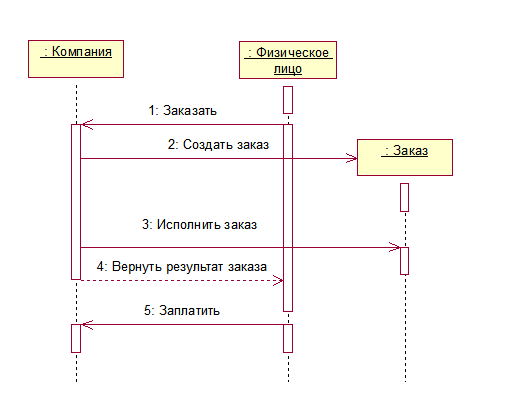 : Компания
: Физическое
лицо
1: Заказать
2: Создать заказ
: Заказ
3: Исполнить заказ
4: Вернуть результат заказа
5: Заплатить